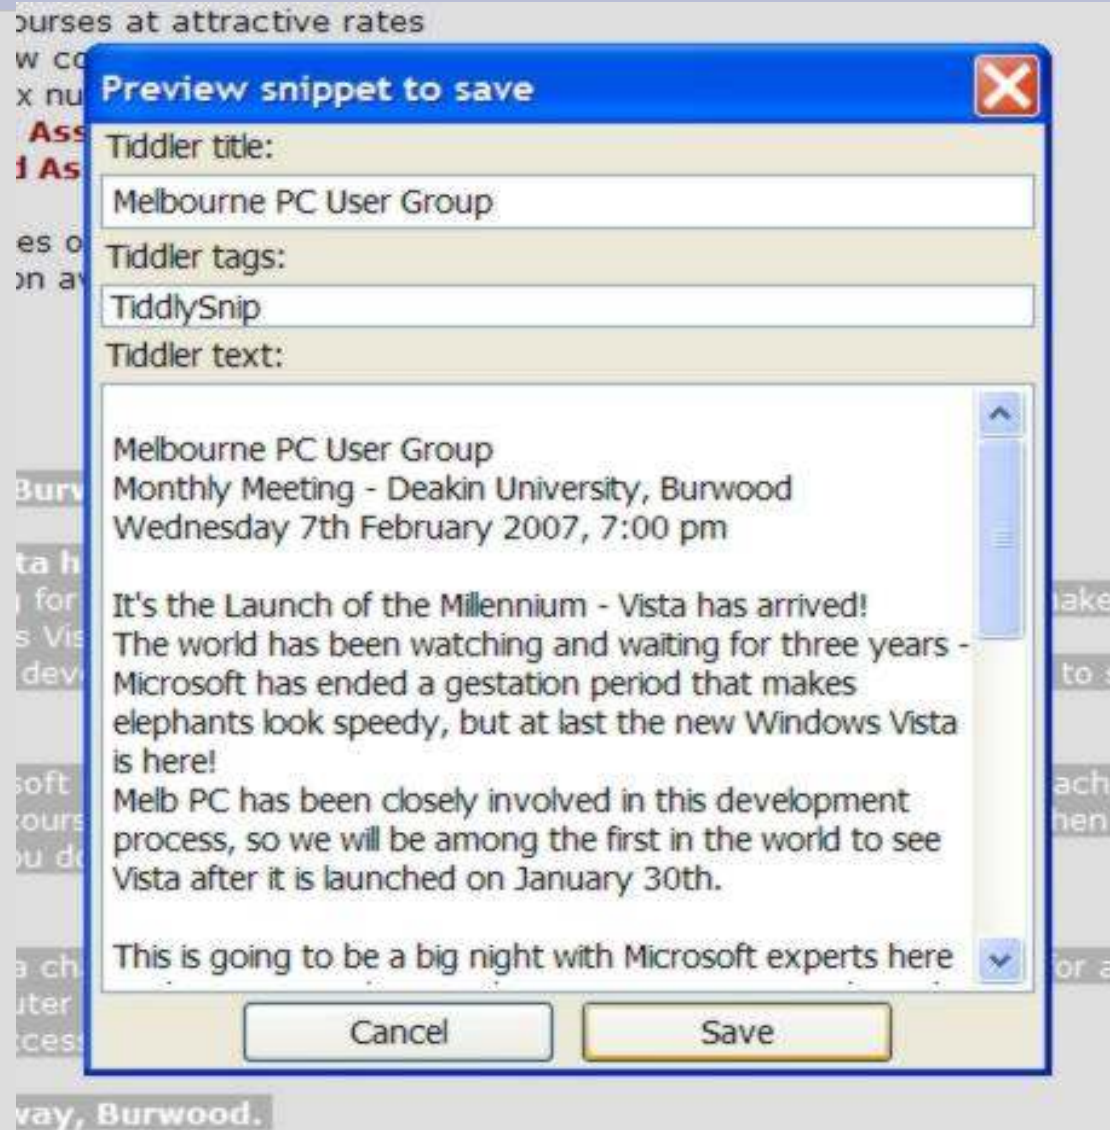 ourses at attractive rates
Preview snippet to save
Tiddler title:
Melbourne PC User Group
Tiddler tags:
TiddlySnip
Tiddler text:
Melbourne PC User Group
Monthly Meeting - Deakin University, Burwood
Wednesday 7th February 2007, 7:00 pm
It's the Launch of the Millennium - Vista has arrived!
The world has been watching and waiting for three years -
Microsoft has ended a gestation period that makes
elephants look speedy, but at last the new Windows Vista
is here!
Melb PC has been closely involved in this development
process, so we will be among the first in the world to see
Vista after it is launched on January 30th.
This is going to be a big night with Microsoft experts here
Cancel
Save
way, Burwood.